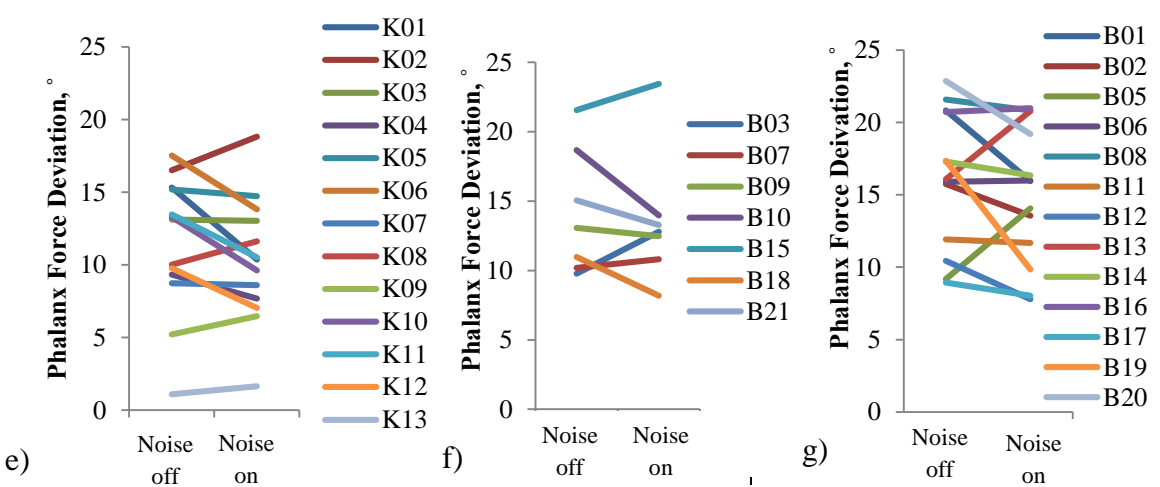 Phalanx Force Deviation, °
25
20
15
10
5
0
Noise off
Noise on
K01
K02
K03
K04
K05
K06
K07
K08
K09
K10
K11
K12
K13
e)
Phalanx Force Deviation, °
25
20
15
10
5
0
Noise off
Noise on
B03
B07
B09
B10
B15
B18
B21
f)
Phalanx Force Deivation, °
25
20
15
10
5
0
Noise off
Noise on
B01
B02
B05
B06
B08
B11
B12
B13
B14
B16
B17
B19
B20
g)